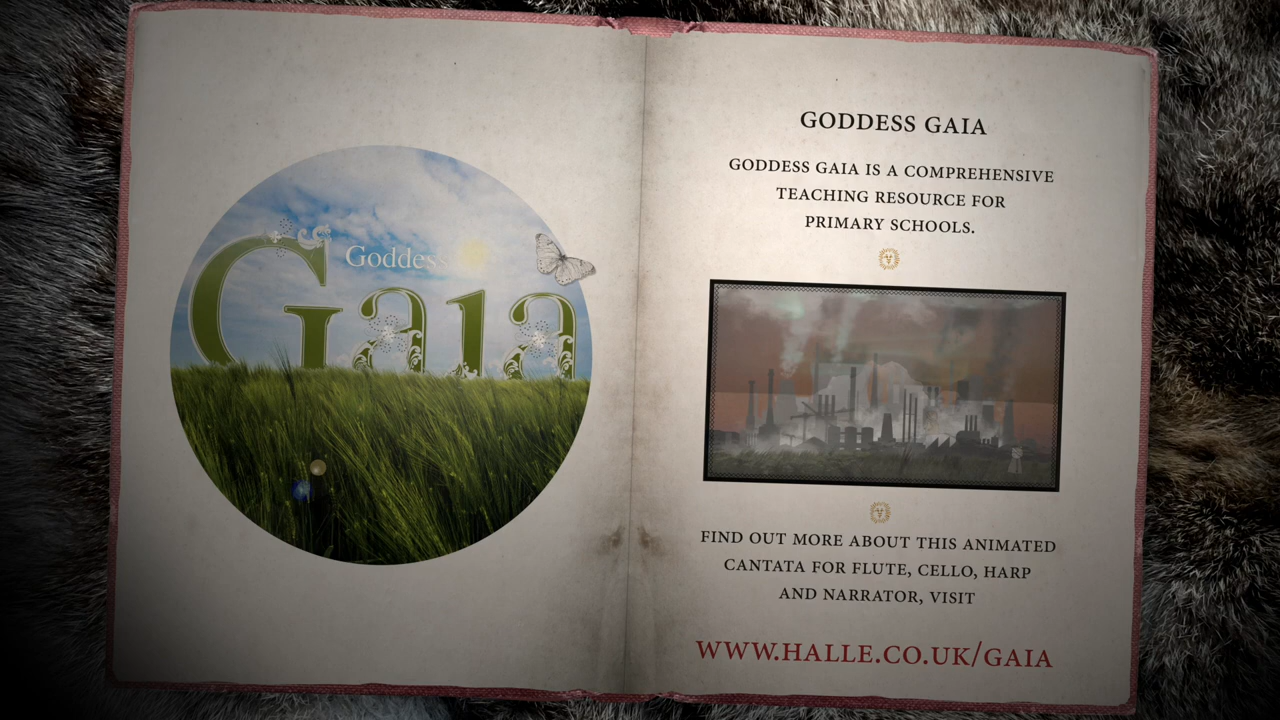 Goddess
Gaia
GODDESS GAIA
GODDESS GAIA IS A COMPREHENSIVE
TEACHING RESOURCE FOR
PRIMARY SCHOOLS.
FIND OUT MORE ABOUT THIS ANIMATED
CANTATA FOR FLUTE, CELLO, HARP
AND NARRATOR, VISIT
WWW.HALLE.CO.UK/GAIA